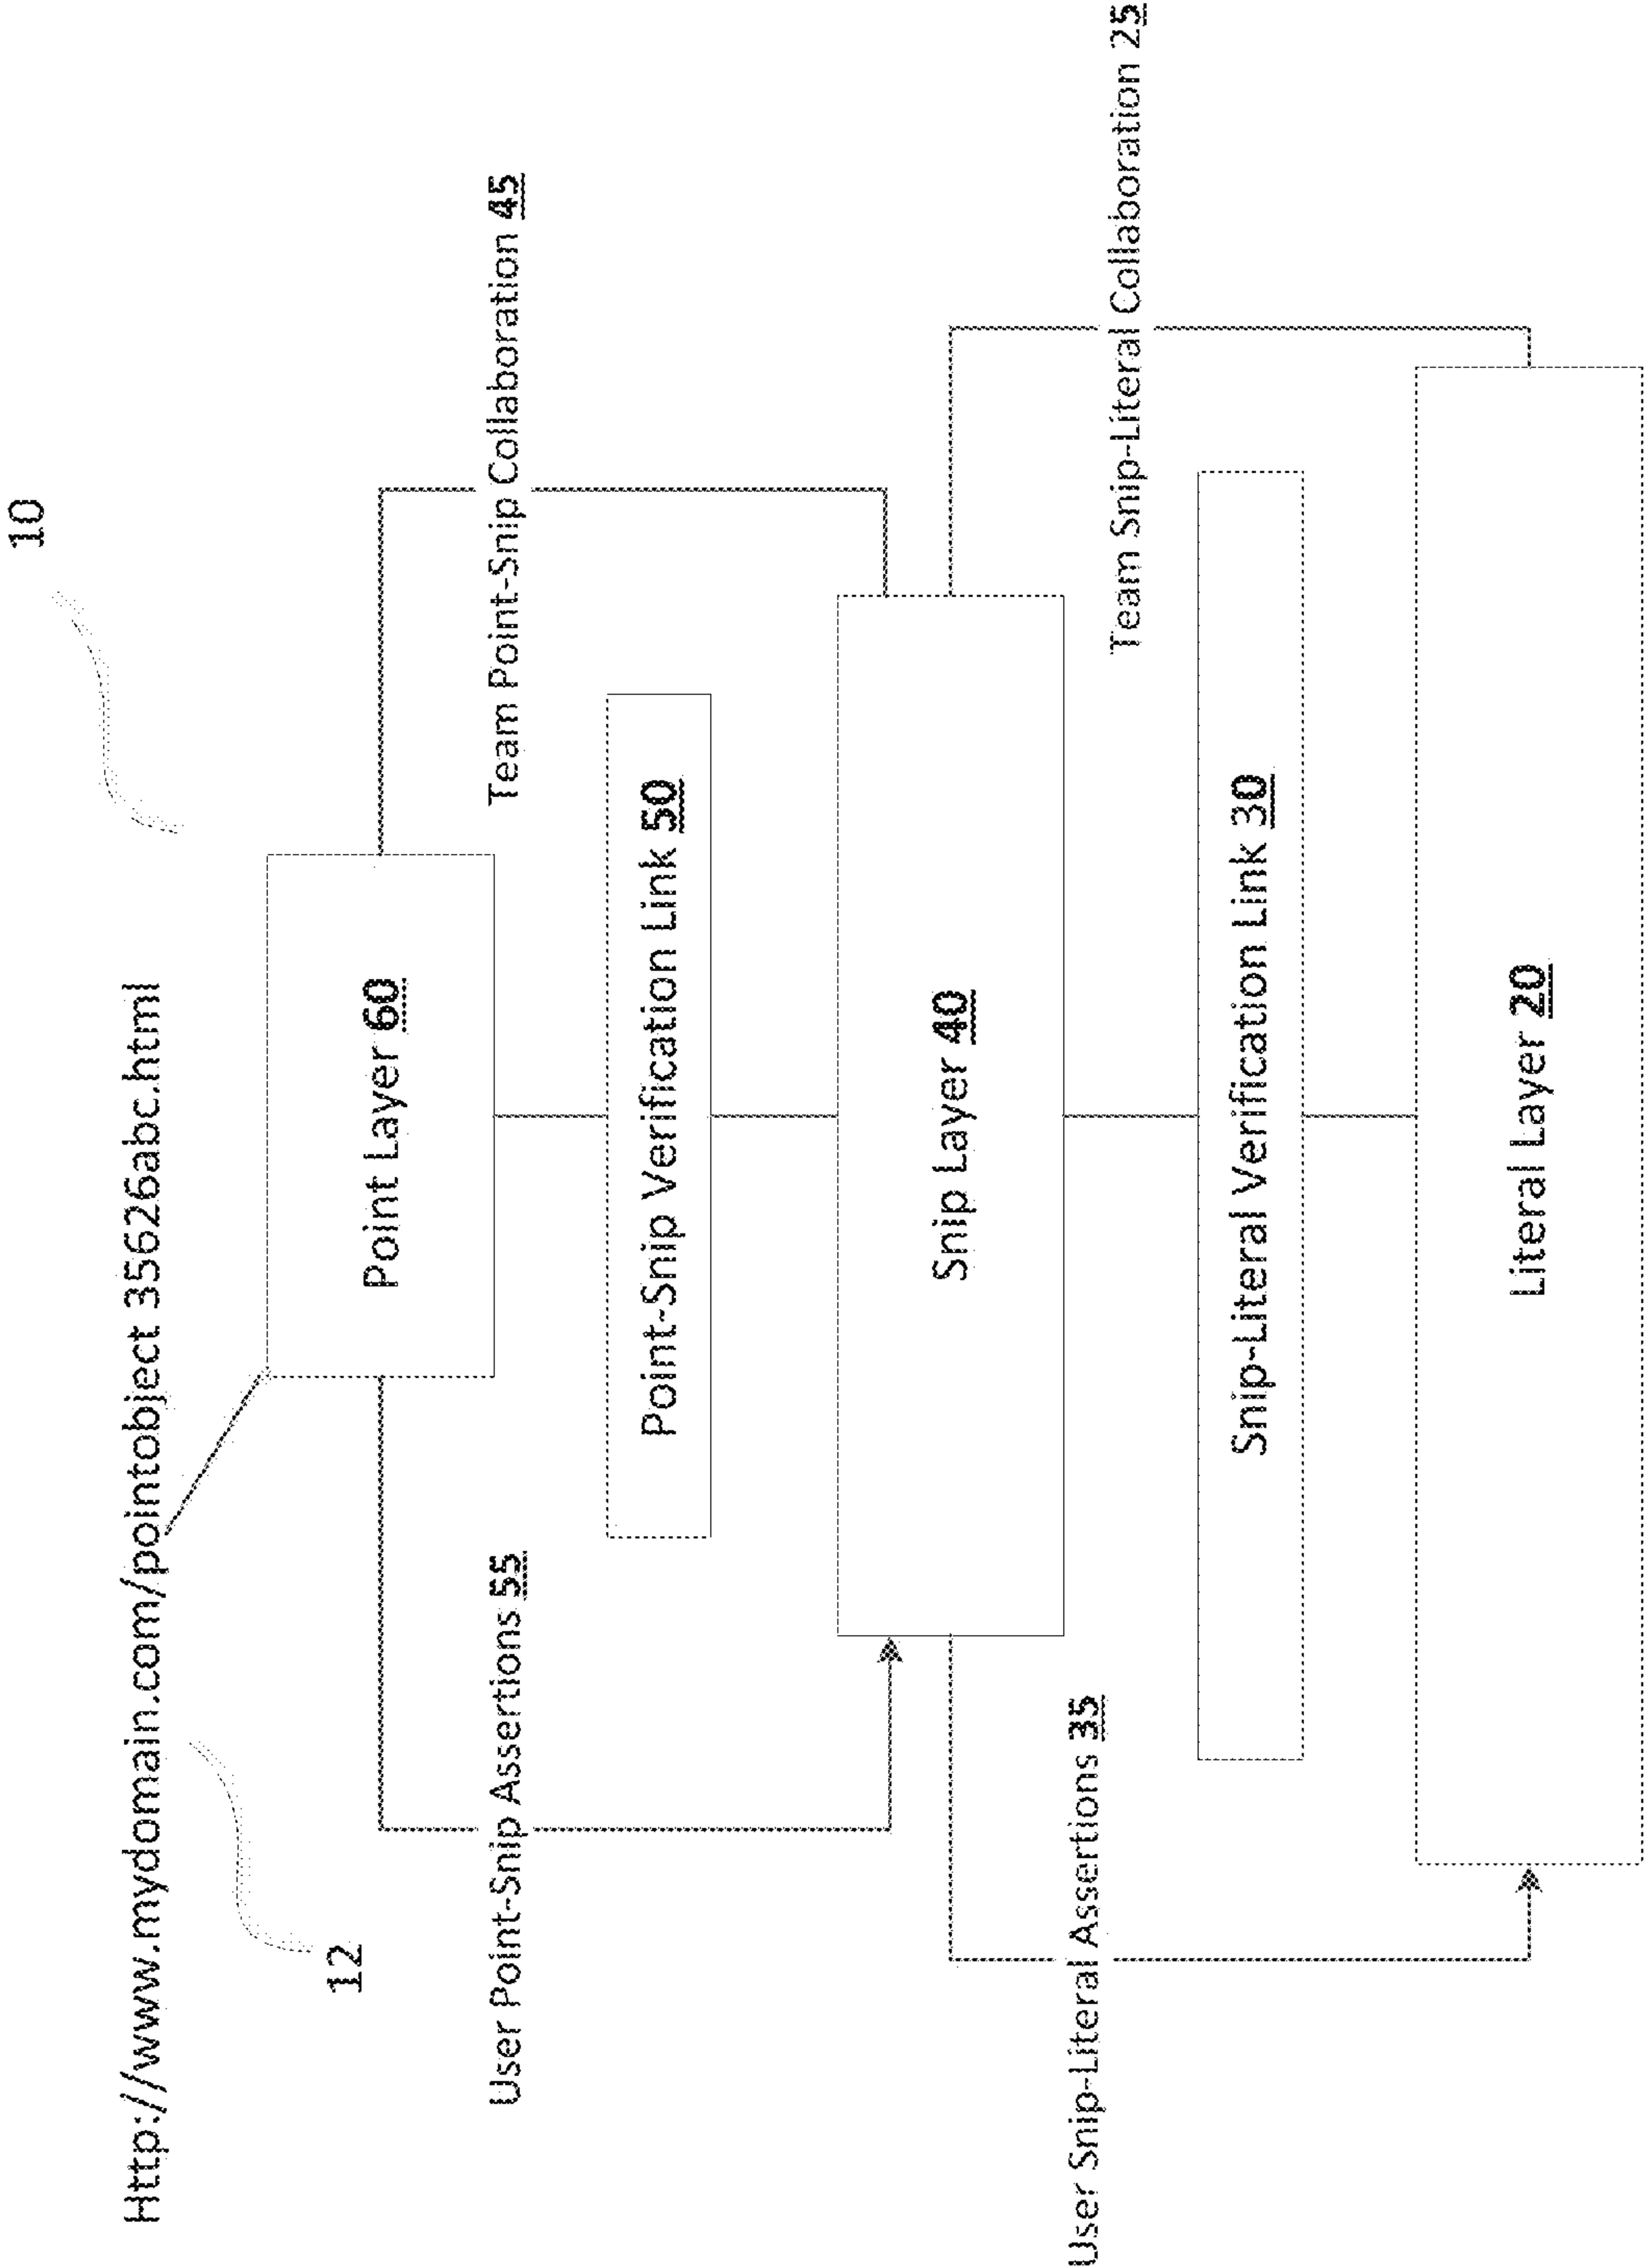 10
Http://www.mydomain.com/pointobject 35626abc.html
12
Point Layer 60
User Point-Snip Assertions 55
Team Point-Snip Collaboration 45
Point-Snip Verification Link 50
Snip Layer 40
User Snip-Literal Assertions 35
Team Snip-Literal Collaboration 25
Snip-Literal Verification Link 30
Literal Layer 20